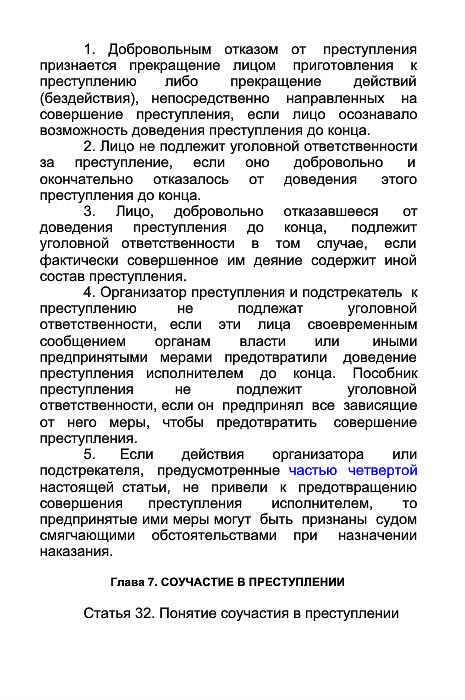 1. Добровольным отказом от преступления
признается прекращение лицом приготовления к
преступлению либо прекращение действий
(бездействия), непосредственно направленных на
совершение преступления, если лицо осознавало
возможность доведения преступления до конца.
2. Лицо не подлежит уголовной ответственности
за преступление, если оно добровольно и
окончательно отказалось от доведения этого
преступления до конца.
3. Лицо, добровольно отказавшееся от
доведения преступления до конца, подлежит
уголовной ответственности в том случае, если
фактически совершенное им деяние содержит иной
состав преступления.
4. Организатор преступления и подстрекатель к
преступлению не подлежат уголовной
ответственности, если эти лица своевременным
сообщением органам власти или иными
предпринятыми мерами предотвратили доведение
преступления исполнителем до конца. Пособник
преступления не подлежит уголовной
ответственности, если он предпринял все зависящие
от него меры, чтобы предотвратить совершение
преступления.
5. Если действия организатора или
подстрекателя, предусмотренные частью четвертой
настоящей статьи, не привели к предотвращению
совершения преступления исполнителем, то
предпринятые ими меры могут быть признаны судом
смягчающими обстоятельствами при назначении
наказания.
Глава 7. СОУЧАСТИЕ В ПРЕСТУПЛЕНИИ
Статья 32. Понятие соучастия в преступлении